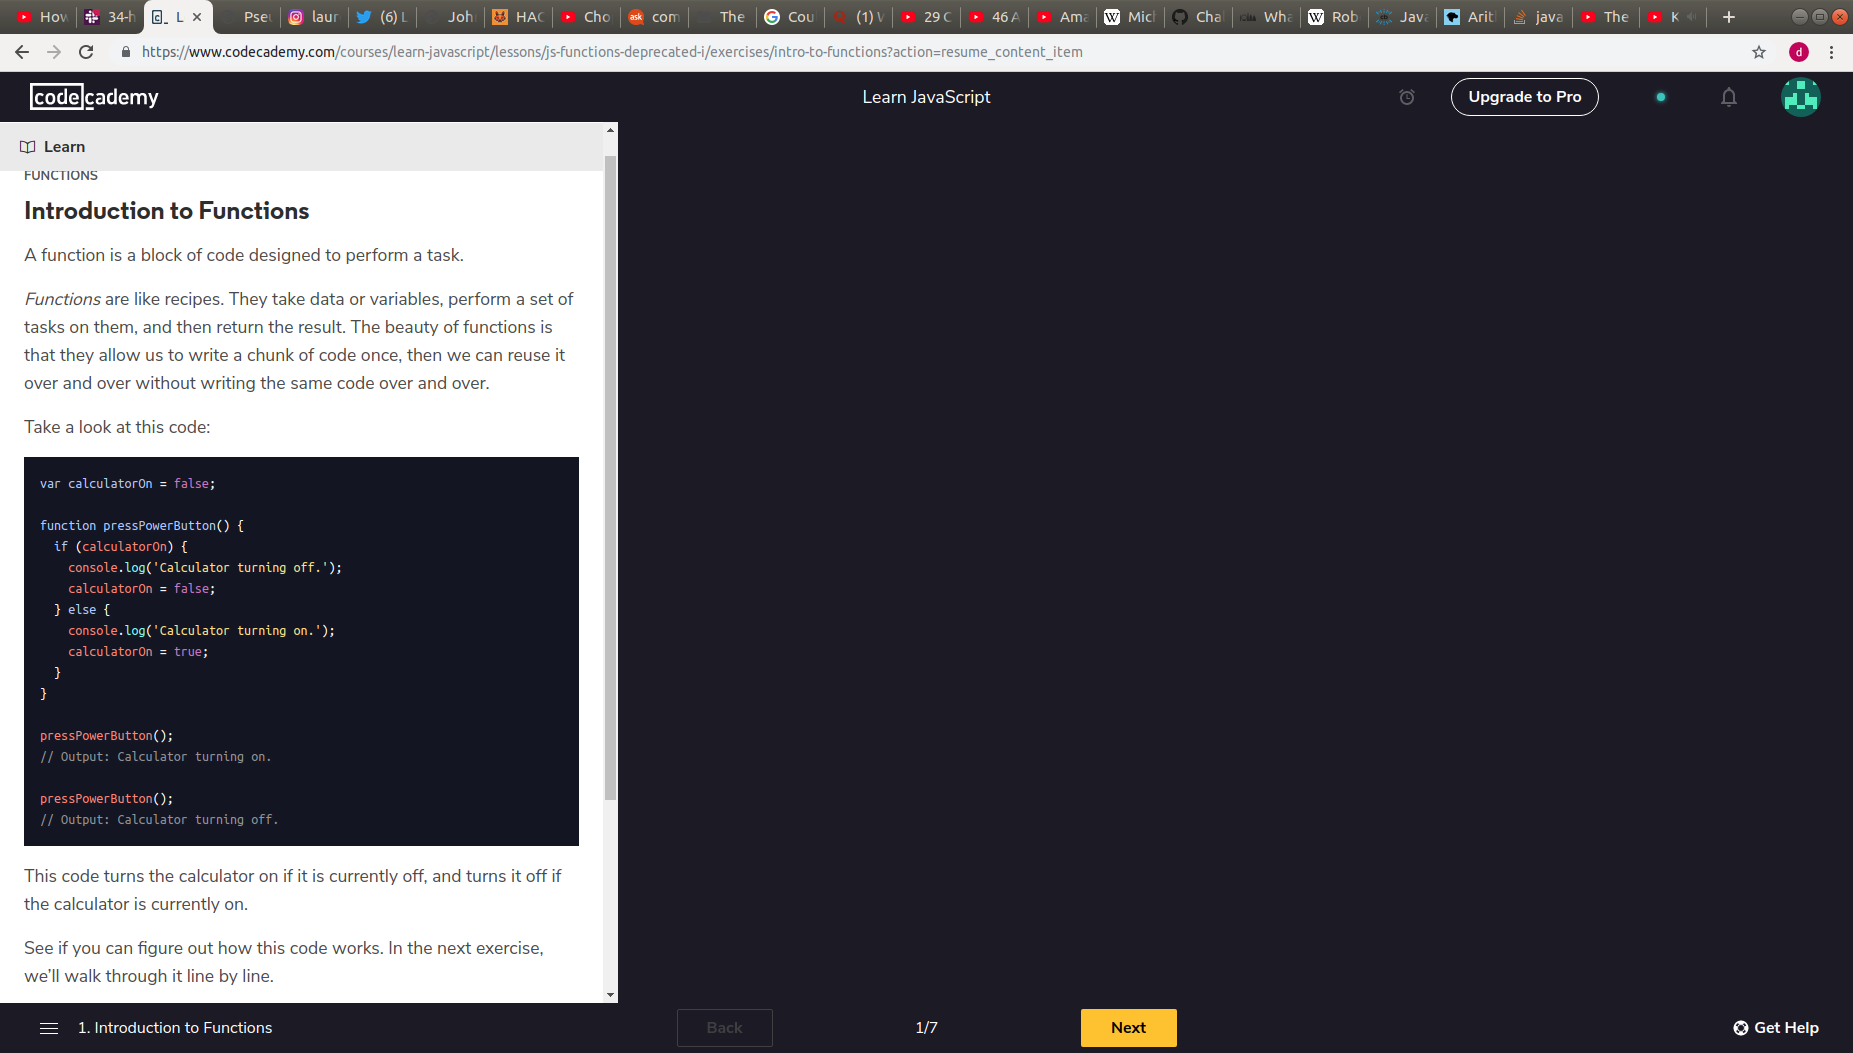 How
34-h
L
Pseu
laur
(6) L
Joh
HAC
Cho
com
The
Cou
(1) W
29 C
46 A
Ama
Mich
Cha
Wha
Rob
Java
Arit
java
The
K
https://www.codecademy.com/courses/learn-javascript/lessons/js-functions-deprecated-i/exercises/intro-to-functions?action=resume_content_item
d
codecademy
Learn JavaScript
Upgrade to Pro
Learn
FUNCTIONS
Introduction to Functions
A function is a block of code designed to perform a task.
Functions are like recipes. They take data or variables, perform a set of
tasks on them, and then return the result. The beauty of functions is
that they allow us to write a chunk of code once, then we can reuse it
over and over without writing the same code over and over.
Take a look at this code:
var calculatorOn = false;
function pressPowerButton() {
if (calculatorOn) {
console.log('Calculator turning off.');
calculatorOn = false;
} else {
console.log('Calculator turning on.');
calculatorOn = true;
}
}
pressPowerButton();
// Output: Calculator turning on.
pressPowerButton();
// Output: Calculator turning off.
This code turns the calculator on if it is currently off, and turns it off if
the calculator is currently on.
See if you can figure out how this code works. In the next exercise,
we'll walk through it line by line.
1. Introduction to Functions
Back
1/7
Next
Get Help